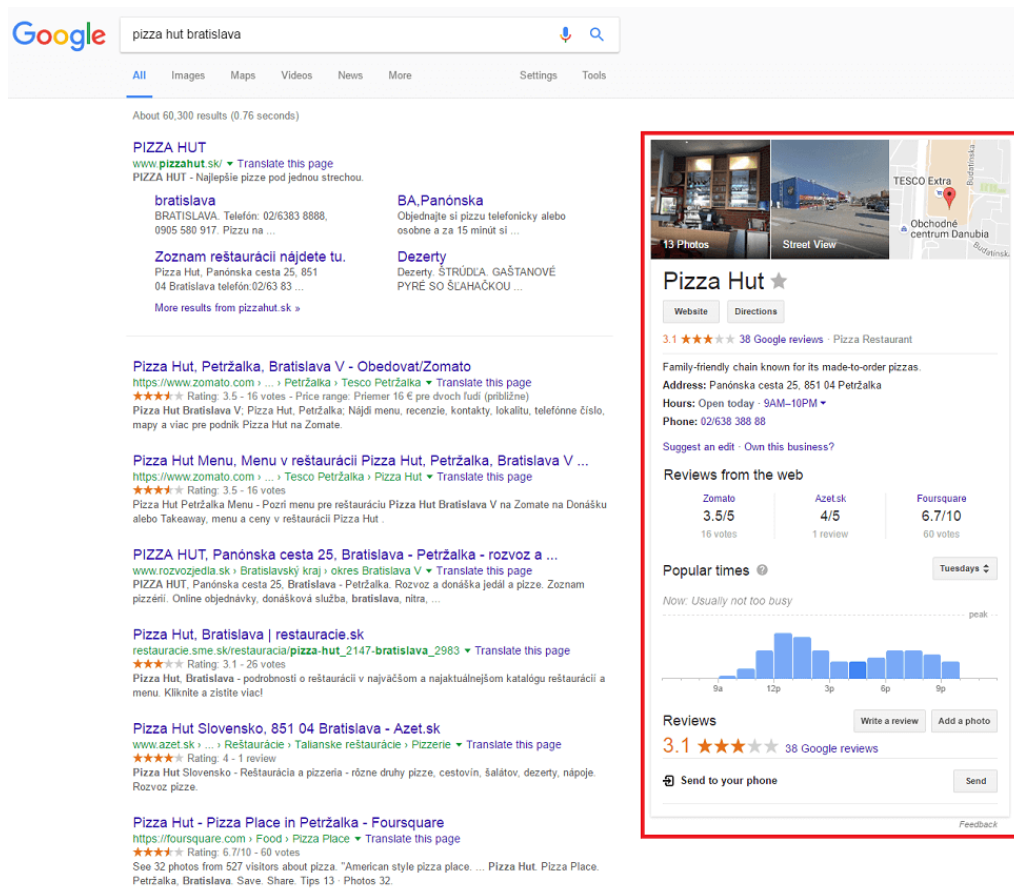 Google
pizza hut bratislava
All Images Maps Videos News More Settings Tools
About 60,300 results (0.76 seconds)
PIZZA HUT
www.pizzahut.sk/ Translate this page
PIZZA HUT - Najlepšie pizze pod jednou strechou.
bratislava
BRATISLAVA. Telefón: 02/6383 8888,
0905 580 917. Pizzu na ...
BA,Panónska
Objednajte si pizzu telefonicky alebo
osobne a za 15 minút si ...
Zoznam reštaurácií nájdete tu.
Pizza Hut, Panónska cesta 25, 851
04 Bratislava telefón:02/63 83 ...
Dezerty
Dezerty. ŠTRÚDĽA. GAŠTANOVÉ
PYRÉ SO ŠĽAHAČKOU ...
More results from pizzahut.sk »
Pizza Hut, Petržalka, Bratislava V - Obedovat/Zomato
https://www.zomato.com › ... › Petržalka › Tesco Petržalka Translate this page
Rating: 3.5 - 16 votes - Price range: Priemer 16 € pre dvoch ľudí (približne)
Pizza Hut Bratislava V; Pizza Hut, Petržalka; Nájdi menu, recenzie, kontakty, lokalitu, telefónne číslo,
mapy a viac pre podnik Pizza Hut na Zomate.
Pizza Hut Menu, Menu v reštaurácii Pizza Hut, Petržalka, Bratislava V ...
https://www.zomato.com › ... › Tesco Petržalka › Pizza Hut Translate this page
Rating: 3.5 - 16 votes
Pizza Hut Petržalka Menu - Pozri menu pre reštauráciu Pizza Hut Bratislava V na Zomate na Donášku
alebo Takeaway, menu a ceny v reštaurácii Pizza Hut .
PIZZA HUT, Panónska cesta 25, Bratislava - Petržalka - rozvoz a ...
www.rozvozjedla.sk › Bratislavský kraj › okres Bratislava V Translate this page
PIZZA HUT, Panónska cesta 25, Bratislava - Petržalka. Rozvoz a donáška jedál a pizze. Zoznam
pizzérií. Online objednávky, donášková služba, bratislava, nitra, ...
Pizza Hut, Bratislava | restauracie.sk
restauracie.sme.sk/restauracia/pizza-hut_2147-bratislava_2983 Translate this page
Rating: 3.1 - 26 votes
Pizza Hut, Bratislava - podrobnosti o reštaurácii v najväčšom a najaktuálnejšom katalógu reštaurácií a
menu. Kliknite a zistite viac!
Pizza Hut Slovensko, 851 04 Bratislava - Azet.sk
www.azet.sk › ... › Reštaurácie › Talianske reštaurácie › Pizzerie Translate this page
Rating: 4 - 1 review
Pizza Hut Slovensko - Reštaurácia a pizzeria - rôzne druhy pizze, cestovín, šalátov, dezerty, nápoje.
Rozvoz pizze.
Pizza Hut - Pizza Place in Petržalka - Foursquare
https://foursquare.com › Food › Pizza Place Translate this page
Rating: 6.7/10 - 60 votes
See 32 photos from 527 visitors about pizza. "American style pizza place. ... Pizza Hut. Pizza Place.
Petržalka, Bratislava. Save. Share. Tips 13 · Photos 32.
13 Photos
Street View
TESCO Extra
Obchodné
centrum Danubia
Budatínska
Budatínsk
Pizza Hut
Website Directions
3.1 38 Google reviews · Pizza Restaurant
Family-friendly chain known for its made-to-order pizzas.
Address: Panónska cesta 25, 851 04 Petržalka
Hours: Open today · 9AM–10PM
Phone: 02/638 388 88
Suggest an edit · Own this business?
Reviews from the web
Zomato Azet.sk Foursquare
3.5/5 4/5 6.7/10
16 votes 1 review 60 votes
Popular times ? Tuesdays
Now: Usually not too busy
peak
9a 12p 3p 6p 9p
Reviews Write a review Add a photo
3.1 38 Google reviews
Send to your phone Send
Feedback